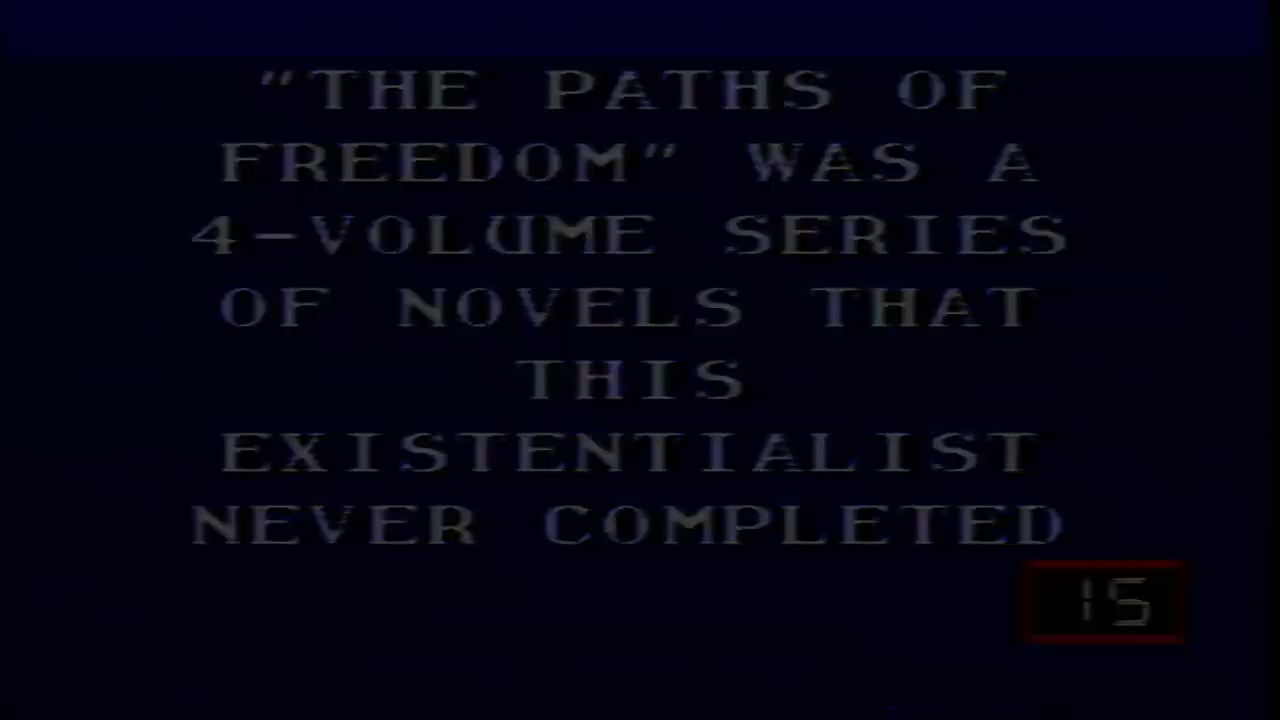 "THE PATHS OF
FREEDOM" WAS A
4-VOLUME SERIES
OF NOVELS THAT
THIS
EXISTENTIALIST
NEVER COMPLETED
15